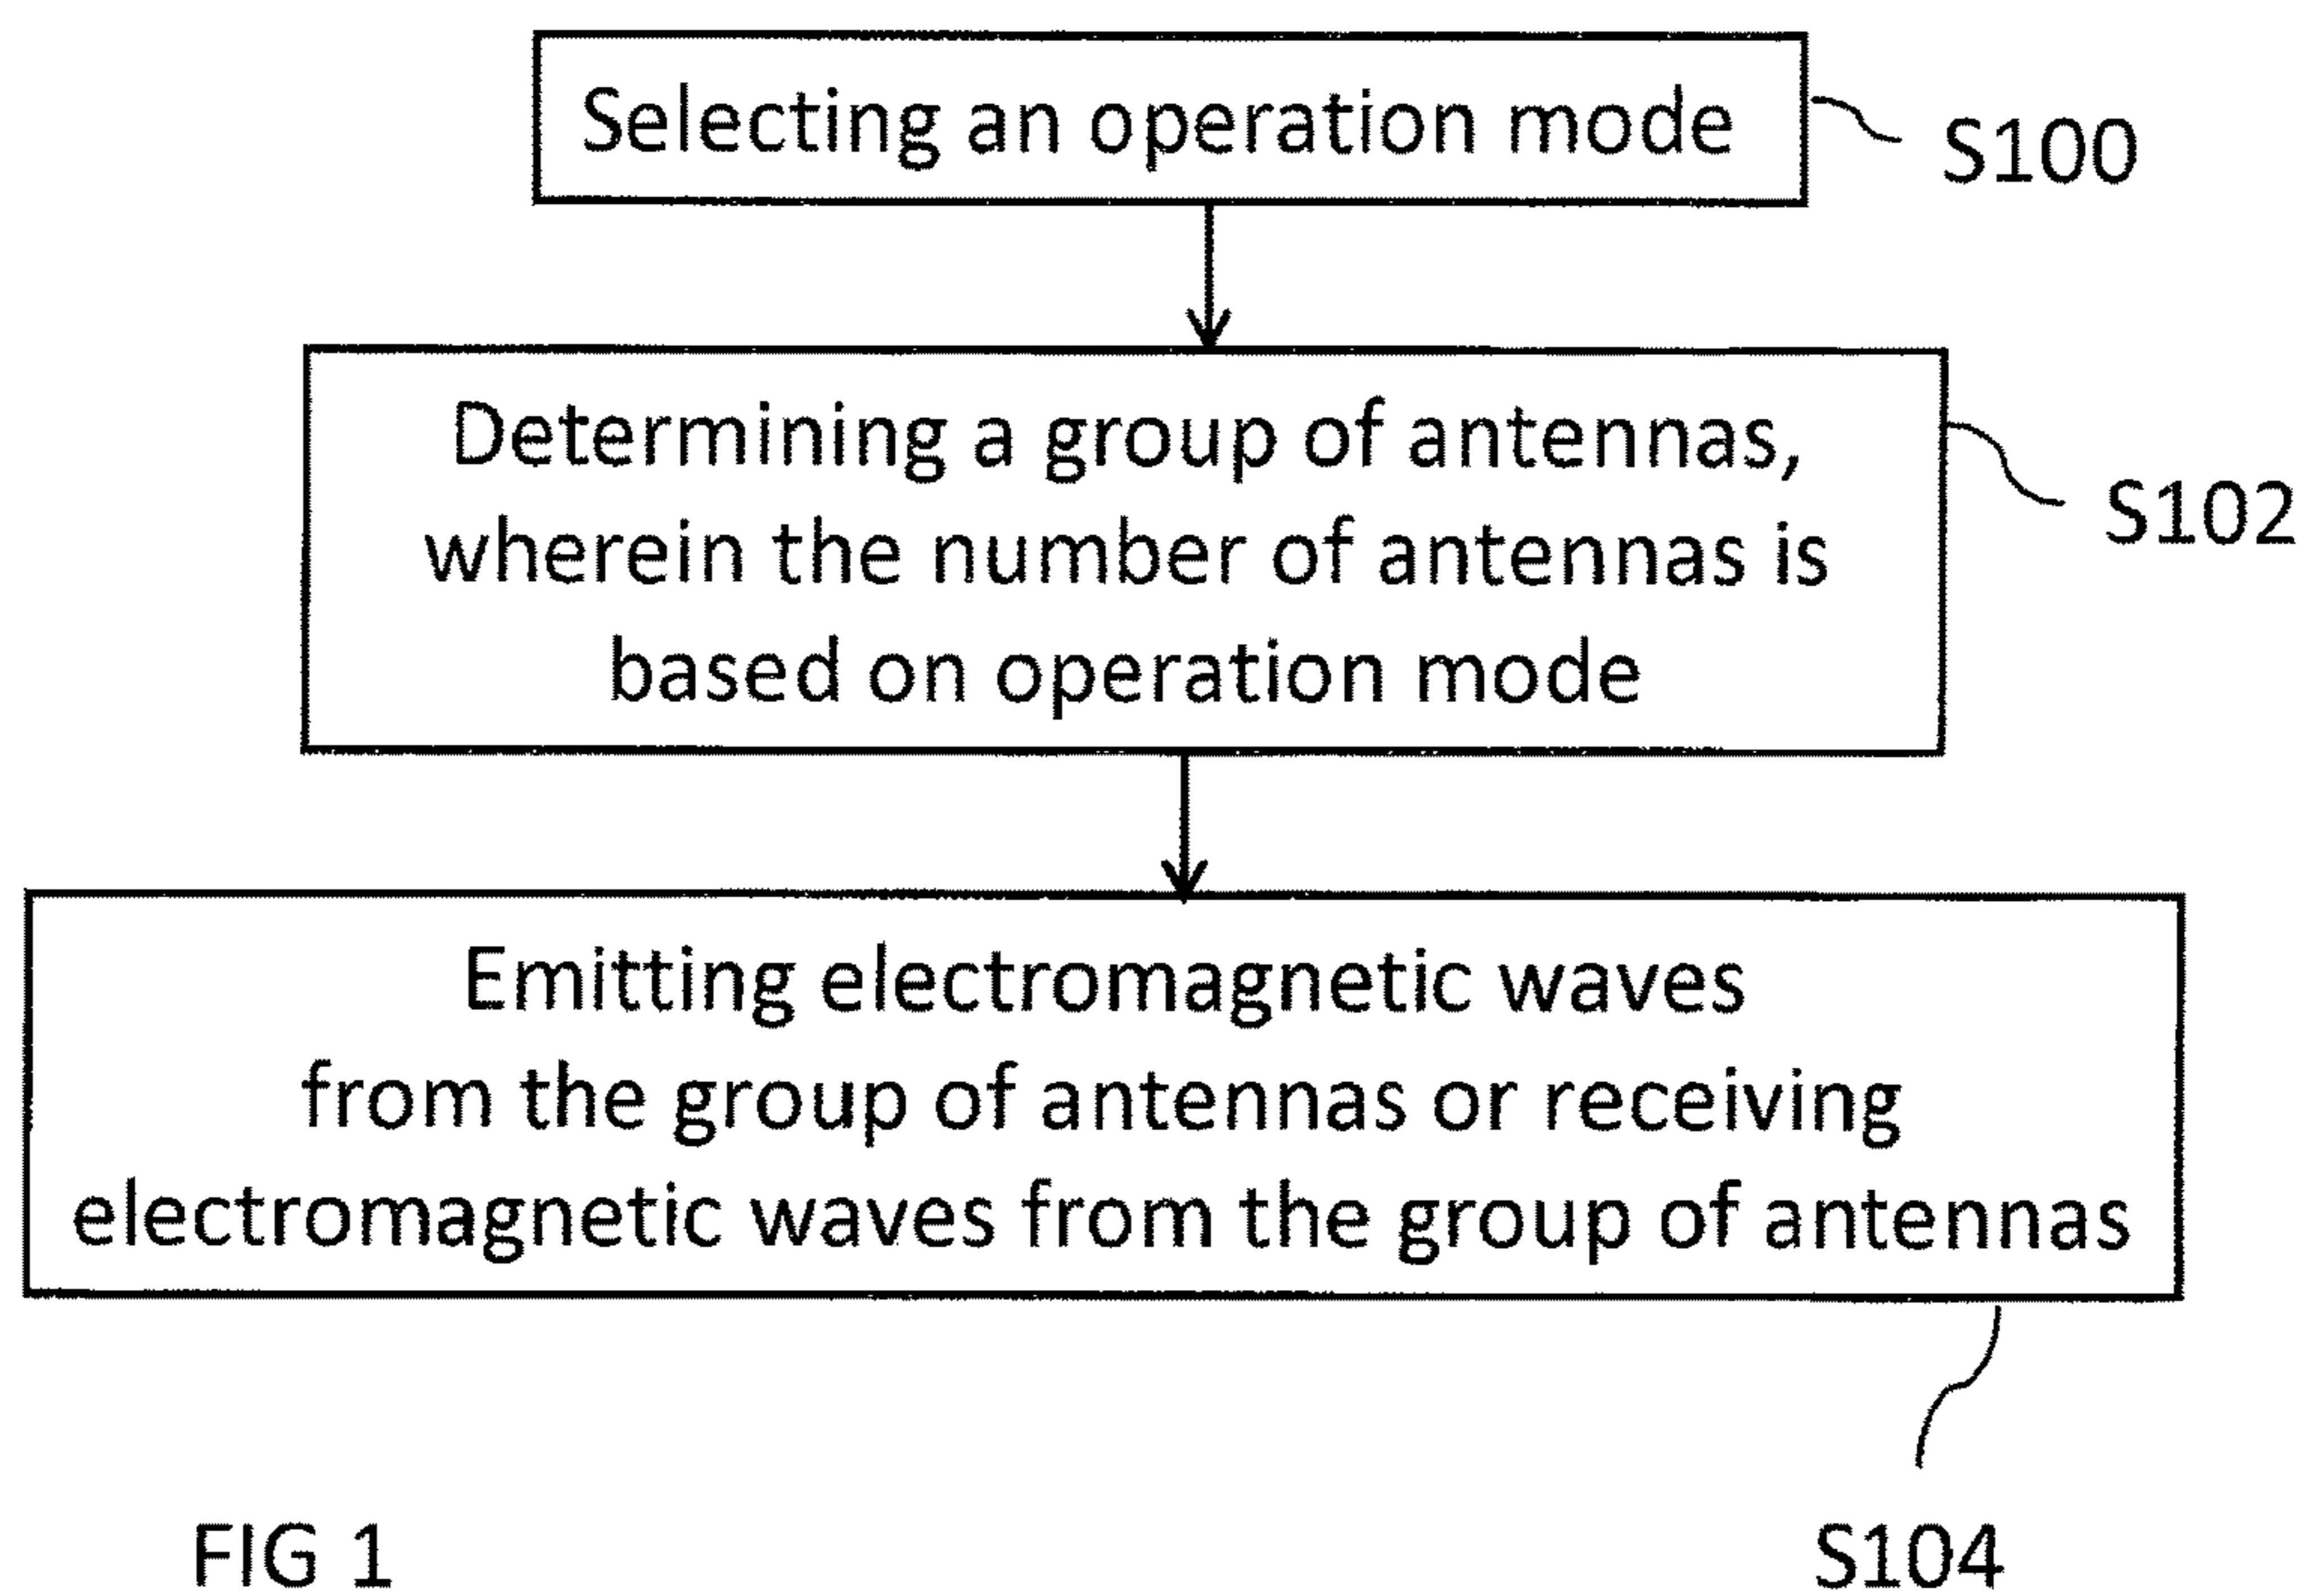 Selecting an operation mode
S100
Determining a group of antennas,
wherein the number of antennas is
based on operation mode
S102
Emitting electromagnetic waves
from the group of antennas or receiving
electromagnetic waves from the group of antennas
S104
FIG 1